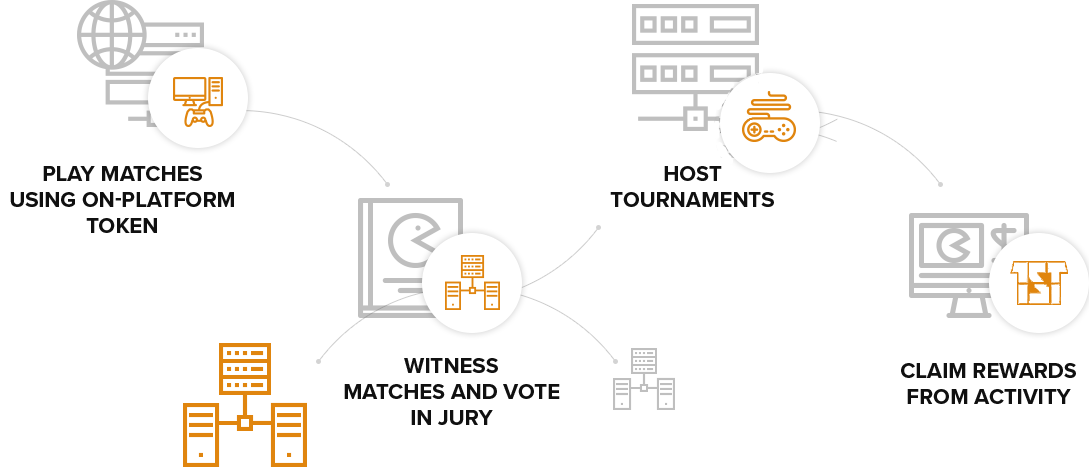 PLAY MATCHES
USING ON-PLATFORM
TOKEN
HOST
TOURNAMENTS
WITNESS
MATCHES AND VOTE
IN JURY
CLAIM REWARDS
FROM ACTIVITY